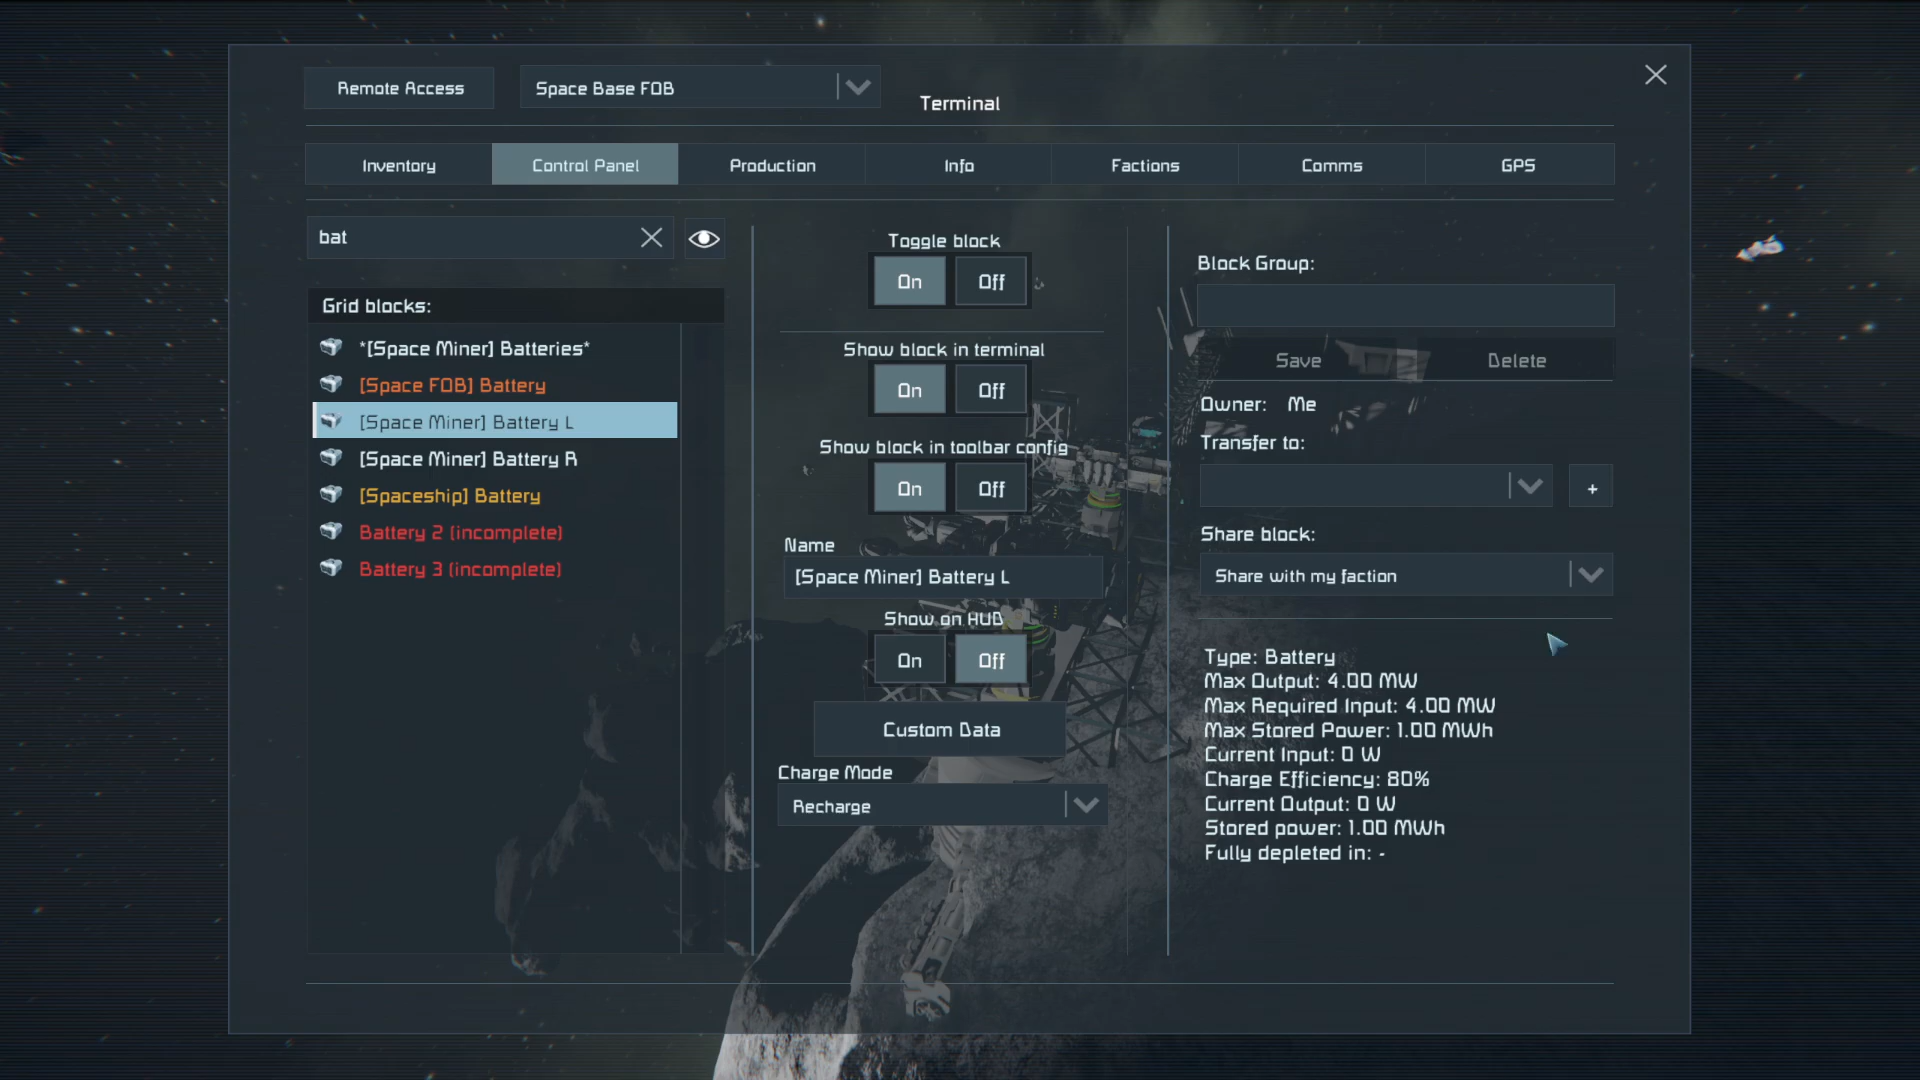 Remote Access
Space Base FOB
Terminal
Inventory
Control Panel
Production
Info
Factions
Comms
GPS
bat
Grid blocks:
*[Space Miner] Batteries*
[Space FOB] Battery
[Space Miner] Battery L
[Space Miner] Battery R
[Spaceship] Battery
Battery 2 (incomplete)
Battery 3 (incomplete)
Toggle block
On Off
Show block in terminal
On Off
Show block in toolbar config
On Off
Name
[Space Miner] Battery L
Show on HUD
On Off
Custom Data
Charge Mode
Recharge
Block Group:
Save Delete
Owner: Me
Transfer to:
+
Share block:
Share with my faction
Type: Battery
Max Output: 4.00 MW
Max Required Input: 4.00 MW
Max Stored Power: 1.00 MWh
Current Input: 0 W
Charge Efficiency: 80%
Current Output: 0 W
Stored power: 1.00 MWh
Fully depleted in: -